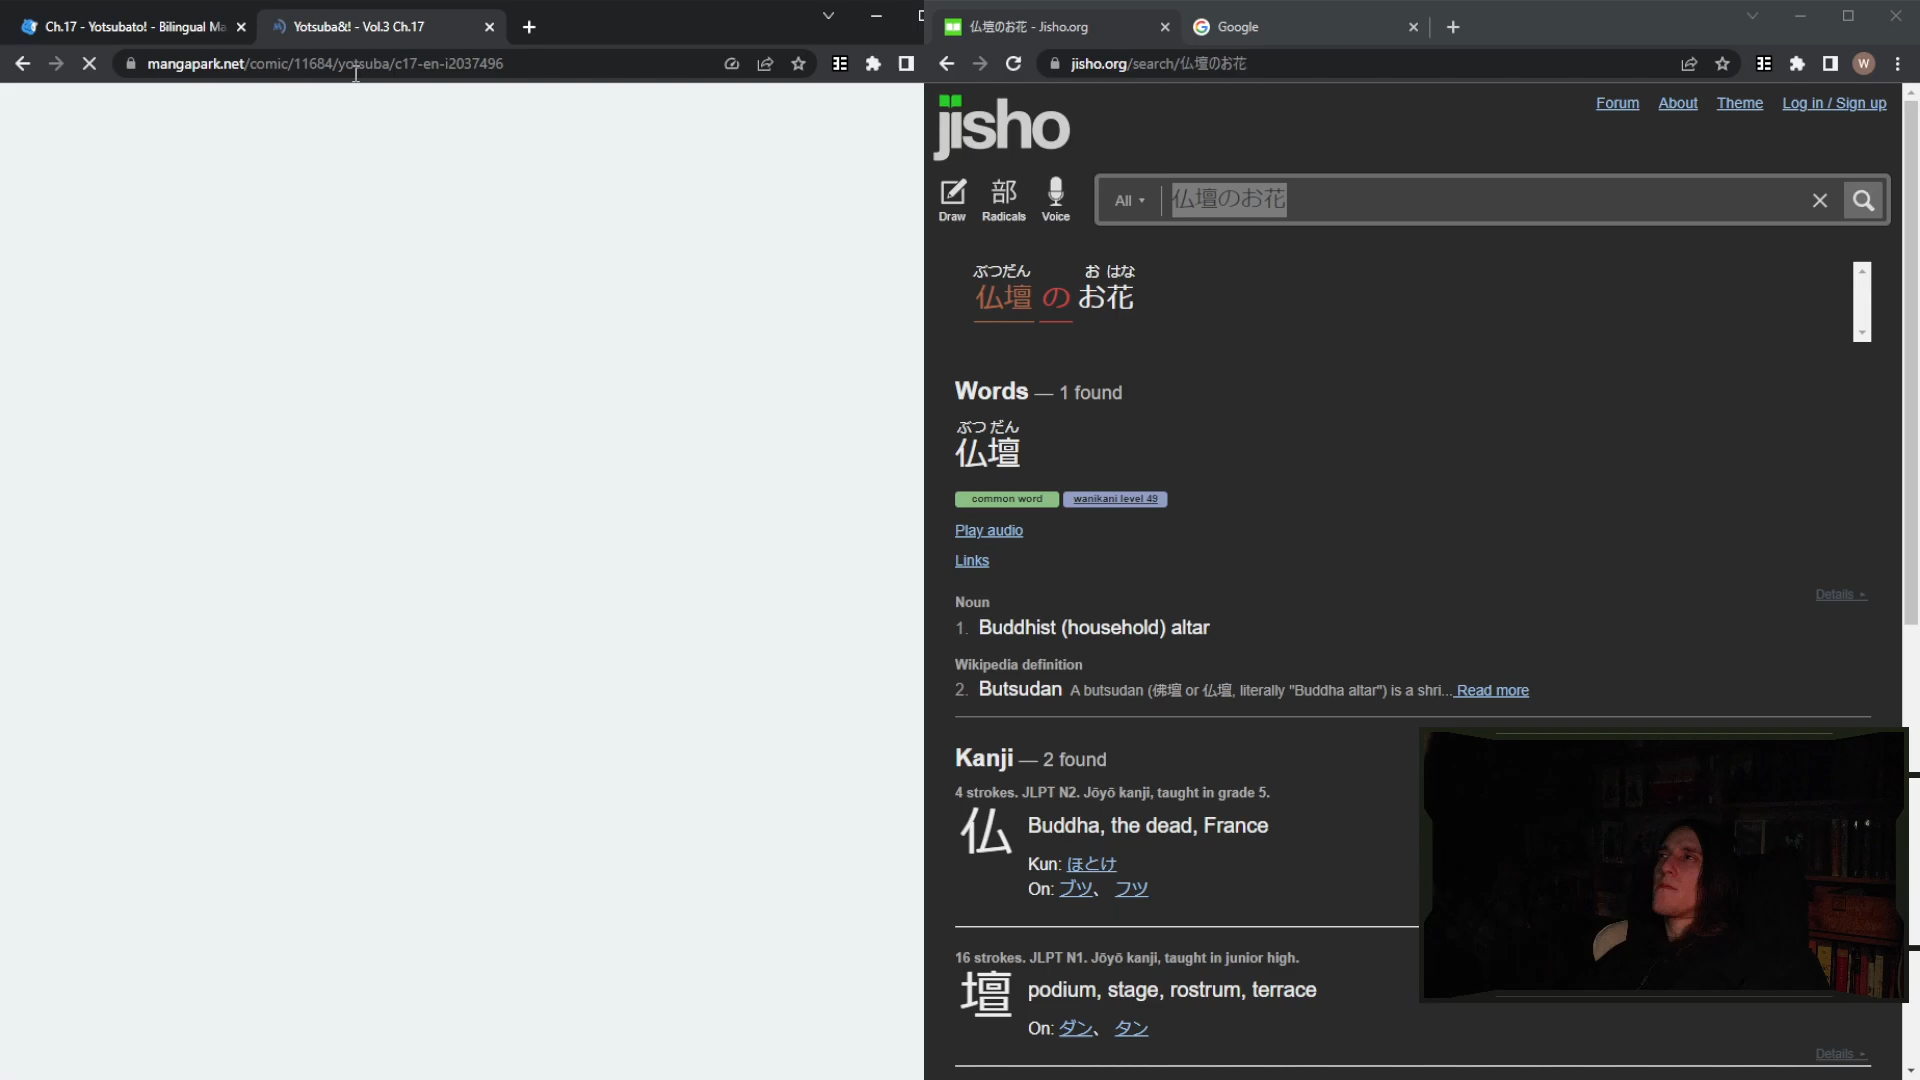 Ch.17 - Yotsubato! - Bilingual Ma
Yotsuba&! - Vol.3 Ch.17
mangapark.net/comic/11684/yotsuba/c17-en-i2037496
仏壇のお花 - Jisho.org
Google
jisho.org/search/仏壇のお花
W
jisho
Forum
About
Theme
Log in / Sign up
Draw
部
Radicals
Voice
All
仏壇のお花
ぶつだん お はな
仏壇 の お花
Words — 1 found
ぶつ だん
仏壇
common word
wanikani level 49
Play audio
Links
Details
Noun
1. Buddhist (household) altar
Wikipedia definition
2. Butsudan A butsudan (佛壇 or 仏壇, literally "Buddha altar") is a shri... Read more
Kanji — 2 found
4 strokes. JLPT N2. Jōyō kanji, taught in grade 5.
仏
Buddha, the dead, France
Kun: ほとけ
On: ブツ、 フツ
16 strokes. JLPT N1. Jōyō kanji, taught in junior high.
壇
podium, stage, rostrum, terrace
On: ダン、 タン
Details